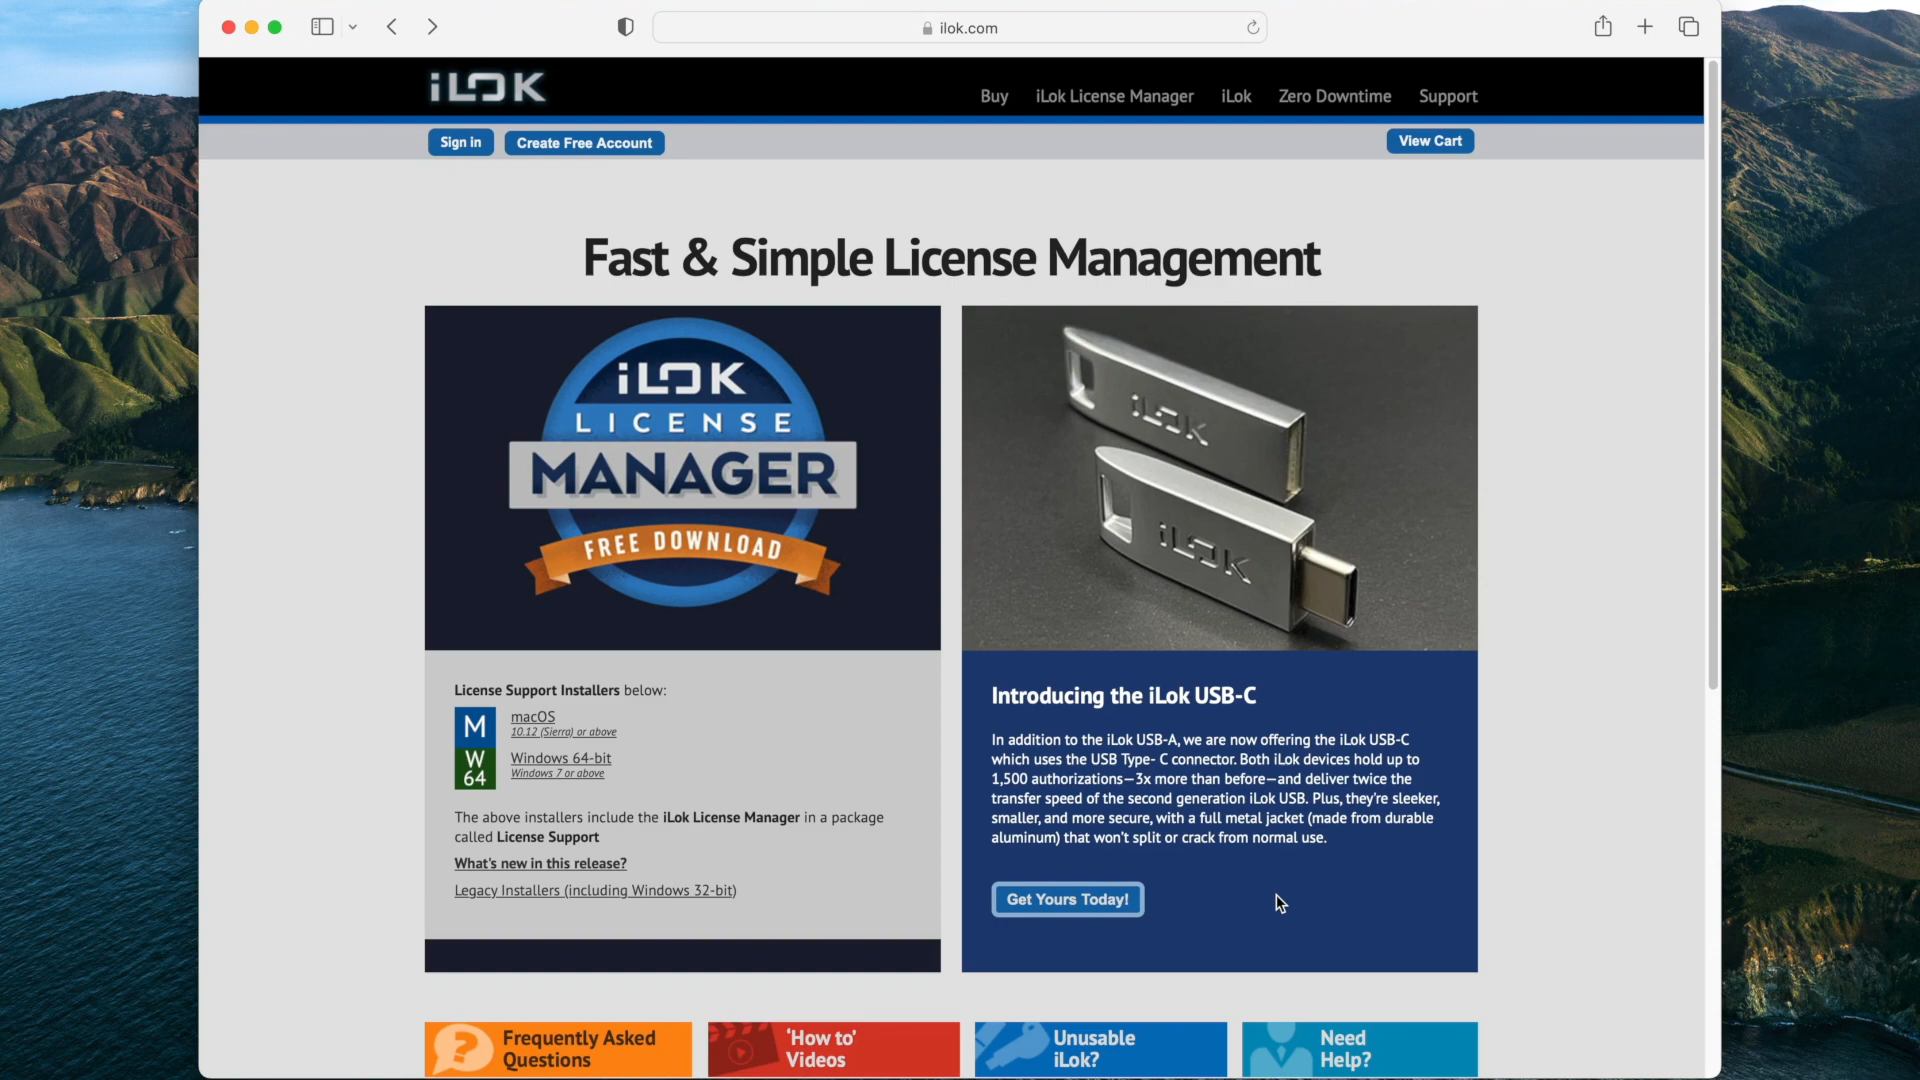 ilok.com
iLOK
Buy
iLok License Manager
iLok
Zero Downtime
Support
Sign in
Create Free Account
View Cart
Fast & Simple License Management
iLOK
LICENSE
MANAGER
FREE DOWNLOAD
iLOK
iLOK
License Support Installers below:
M
macOS
10.12 (Sierra) or above
W
64
Windows 64-bit
Windows 7 or above
The above installers include the iLok License Manager in a package
called License Support
What's new in this release?
Legacy Installers (including Windows 32-bit)
Introducing the iLok USB-C
In addition to the iLok USB-A, we are now offering the iLok USB-C
which uses the USB Type- C connector. Both iLok devices hold up to
1,500 authorizations—3x more than before—and deliver twice the
transfer speed of the second generation iLok USB. Plus, they're sleeker,
smaller, and more secure, with a full metal jacket (made from durable
aluminum) that won't split or crack from normal use.
Get Yours Today!
?
Frequently Asked
Questions
'How to'
Videos
Unusable
iLok?
Need
Help?